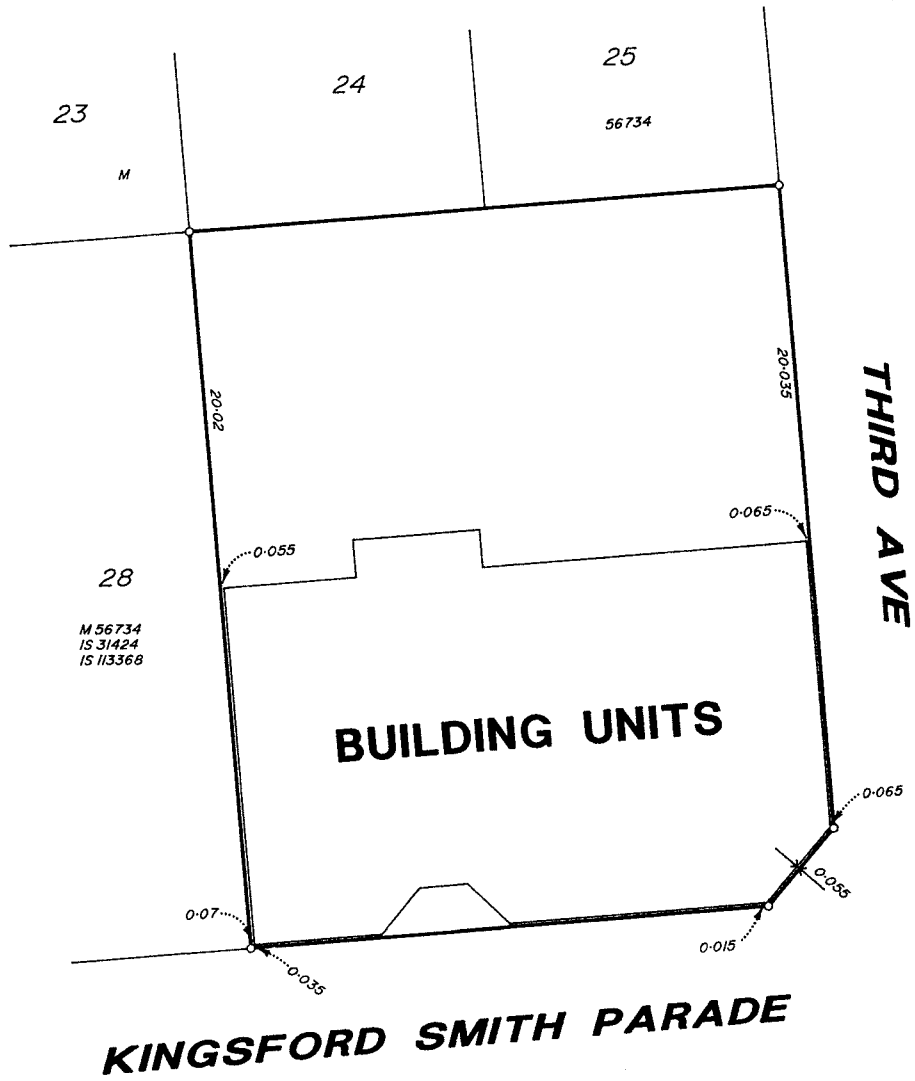 25
24
23
56734
M
20·02
20·035
THIRD AVE
0·065
0·055
28
M 56734
IS 31424
IS 113368
BUILDING UNITS
0·065
0·055
0·07
0·015
0·035
KINGSFORD SMITH PARADE